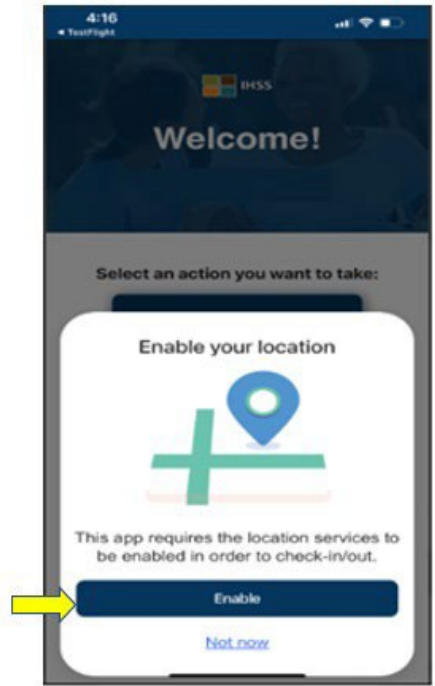 4:16
◄ TestFlight
IHSS
Welcome!
Select an action you want to take:
Enable your location
This app requires the location services to
be enabled in order to check-in/out.
Enable
Not now